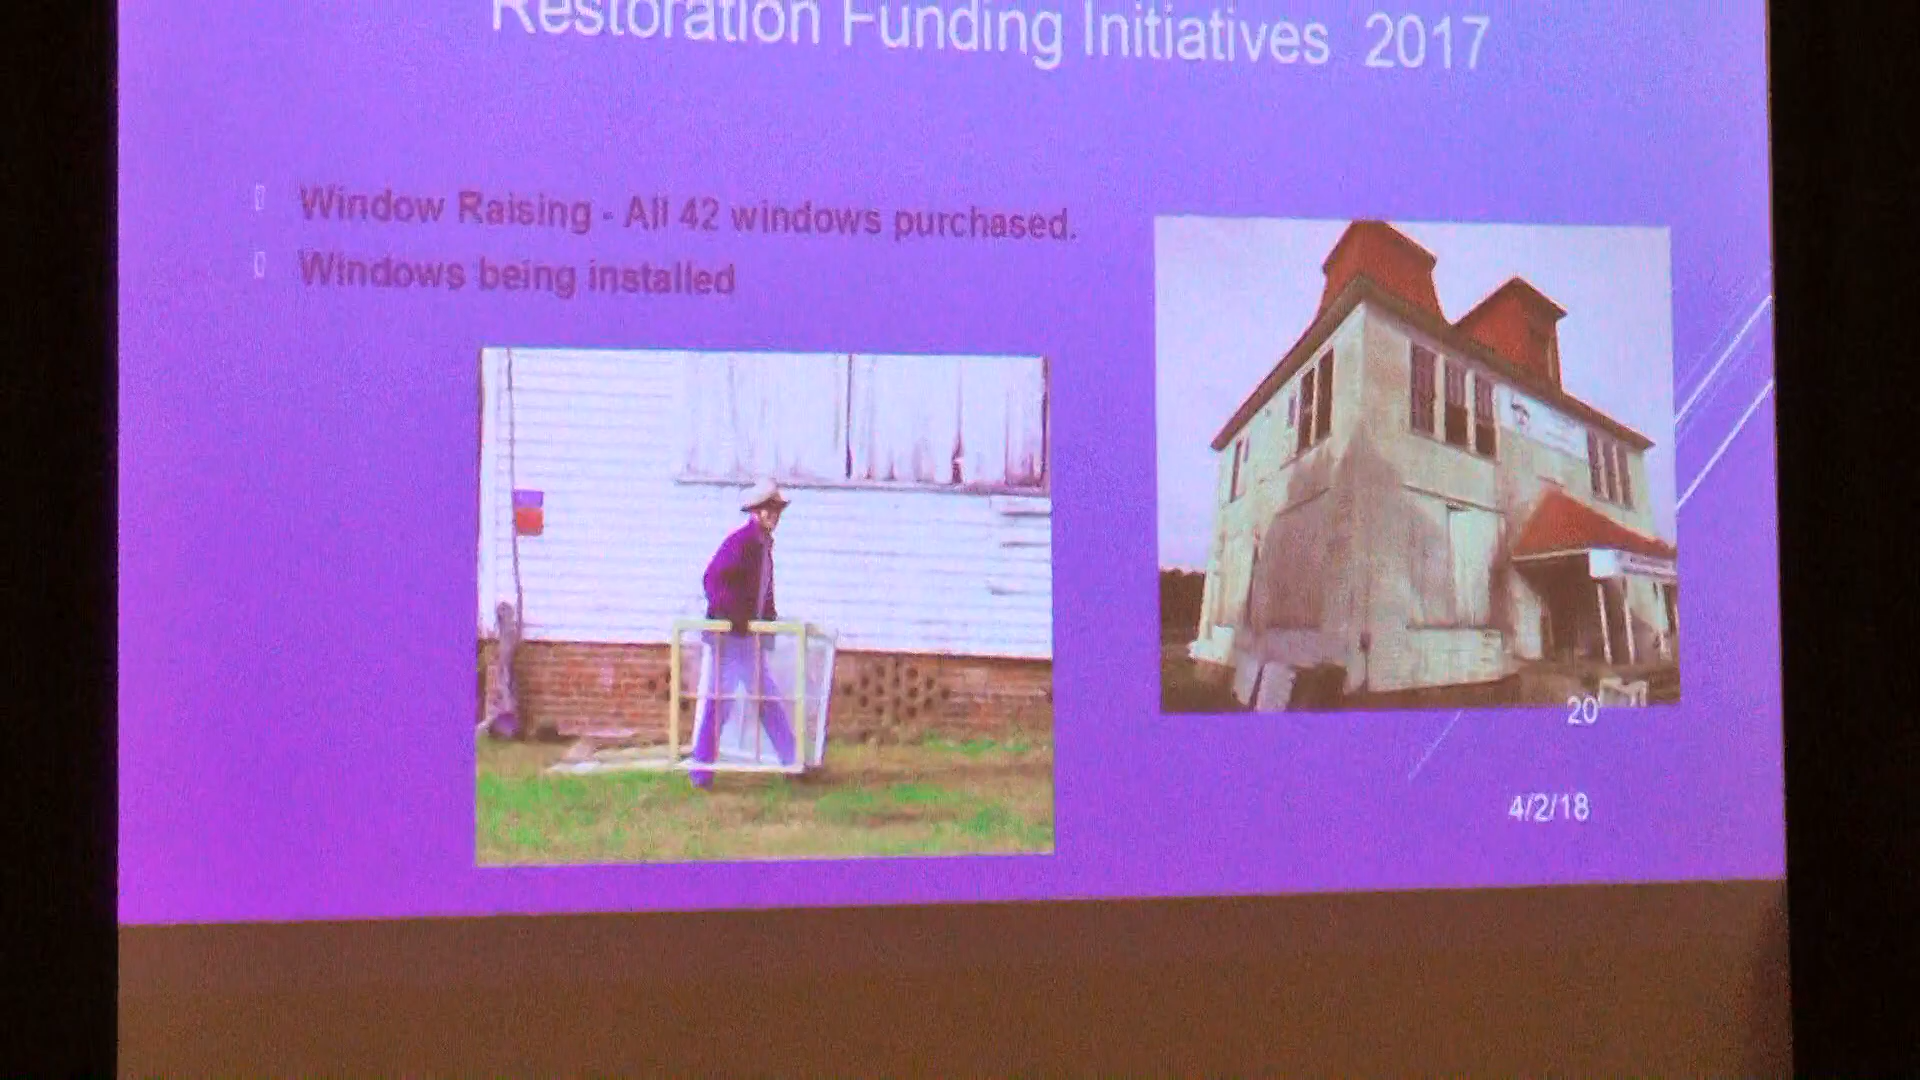 Restoration Funding Initiatives 2017
Window Raising - All 42 windows purchased.
Windows being installed
20
4/2/18